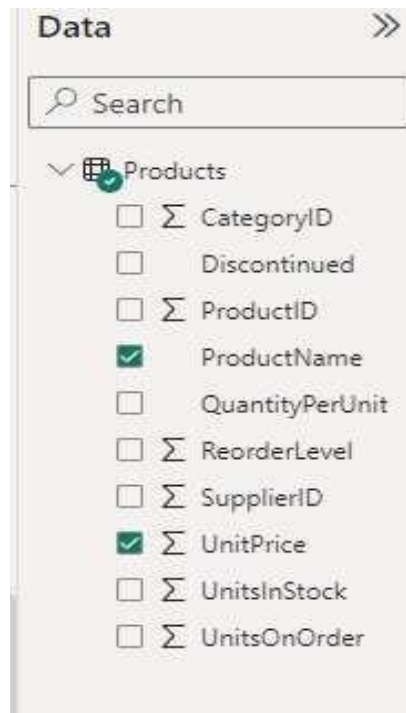 Data
Search
Products
Σ CategoryID
Discontinued
Σ ProductID
ProductName
QuantityPerUnit
Σ ReorderLevel
Σ SupplierID
Σ UnitPrice
Σ UnitsInStock
Σ UnitsOnOrder